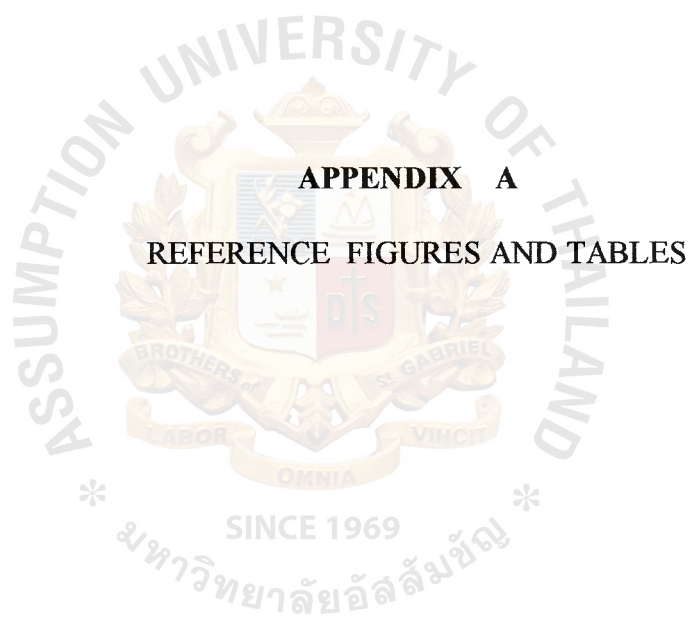 ASSUMPTION UNIVERSITY OF THAILAND
APPENDIX A
REFERENCE FIGURES AND TABLES
D S
BROTHERS of St GABRIEL
LABOR
OMNIA
VINCIT
SINCE 1969
* มหาวิทยาลัยอัสสัมชัญ *